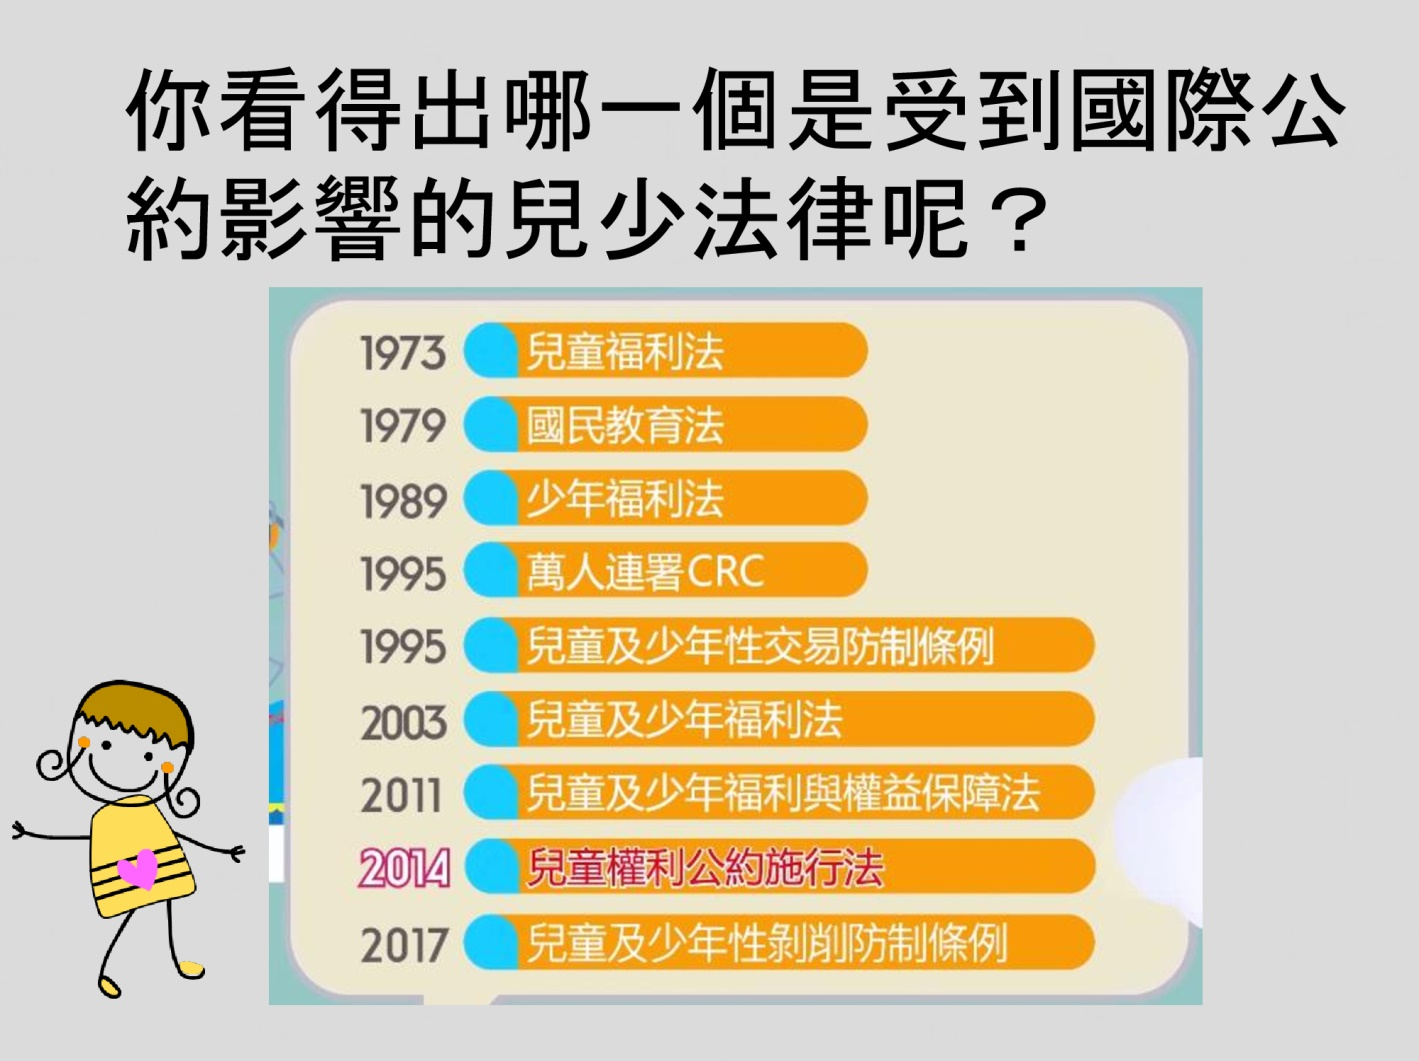 你看得出哪一個是受到國際公
約影響的兒少法律呢？
1973 兒童福利法
1979 國民教育法
1989 少年福利法
1995 萬人連署CRC
1995 兒童及少年性交易防制條例
2003 兒童及少年福利法
2011 兒童及少年福利與權益保障法
2014 兒童權利公約施行法
2017 兒童及少年性剝削防制條例